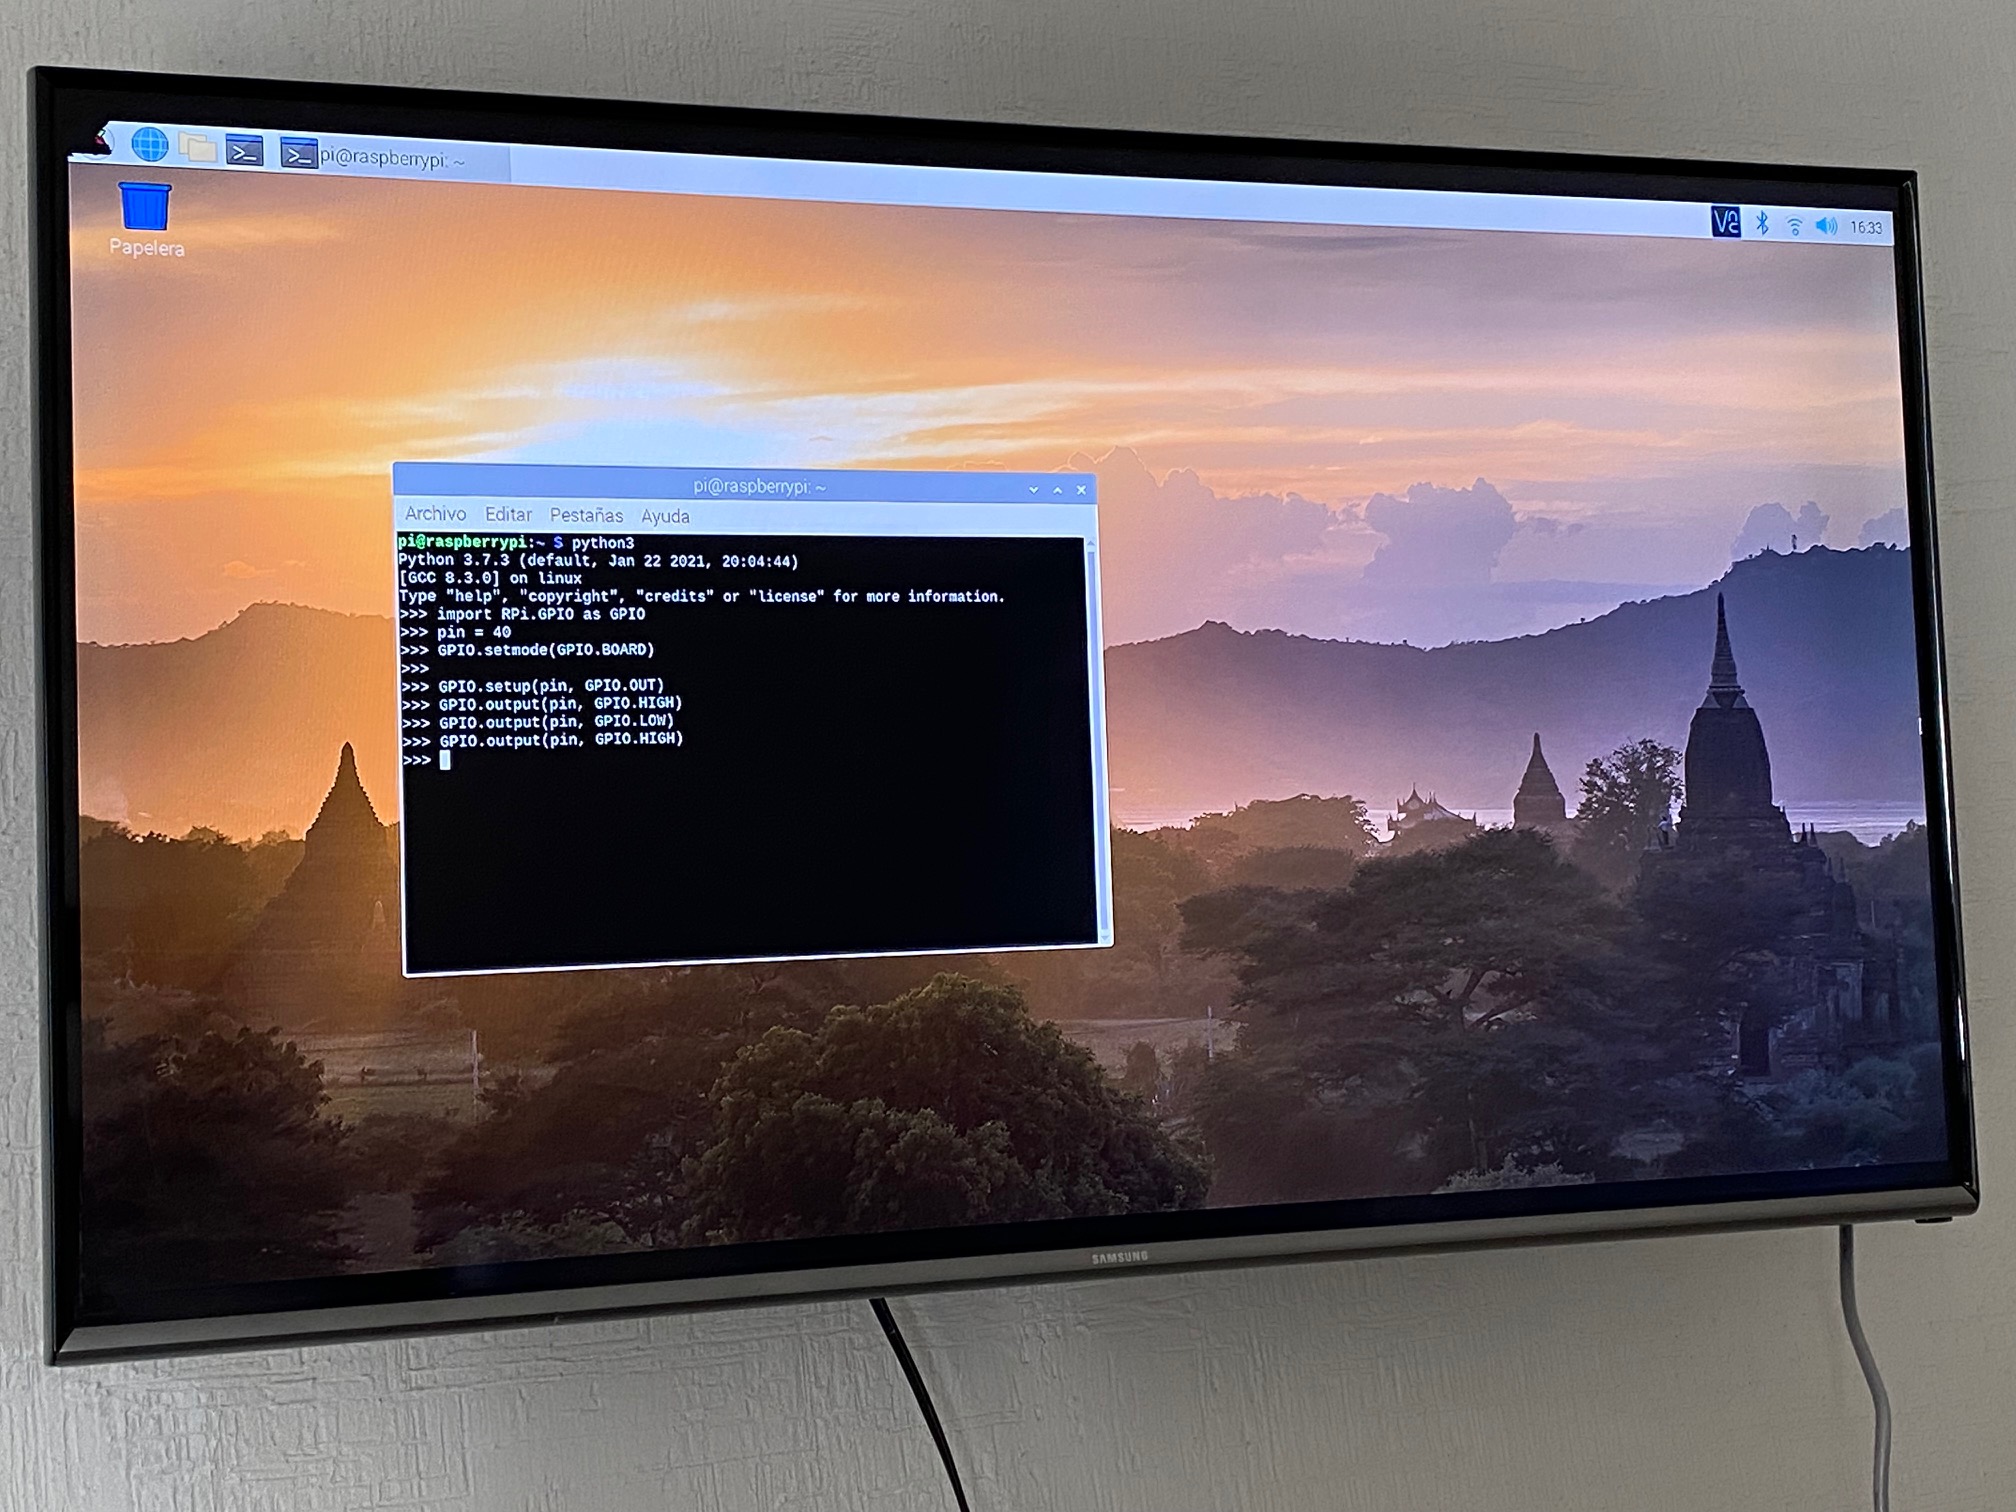 pi@raspberrypi: ~
VNC
16:33
Papelera
pi@raspberrypi: ~
Archivo Editar Pestañas Ayuda
pi@raspberrypi:~ $ python3
Python 3.7.3 (default, Jan 22 2021, 20:04:44)
[GCC 8.3.0] on linux
Type "help", "copyright", "credits" or "license" for more information.
>>> import RPi.GPIO as GPIO
>>> pin = 40
>>> GPIO.setmode(GPIO.BOARD)
>>>
>>> GPIO.setup(pin, GPIO.OUT)
>>> GPIO.output(pin, GPIO.HIGH)
>>> GPIO.output(pin, GPIO.LOW)
>>> GPIO.output(pin, GPIO.HIGH)
>>>
SAMSUNG